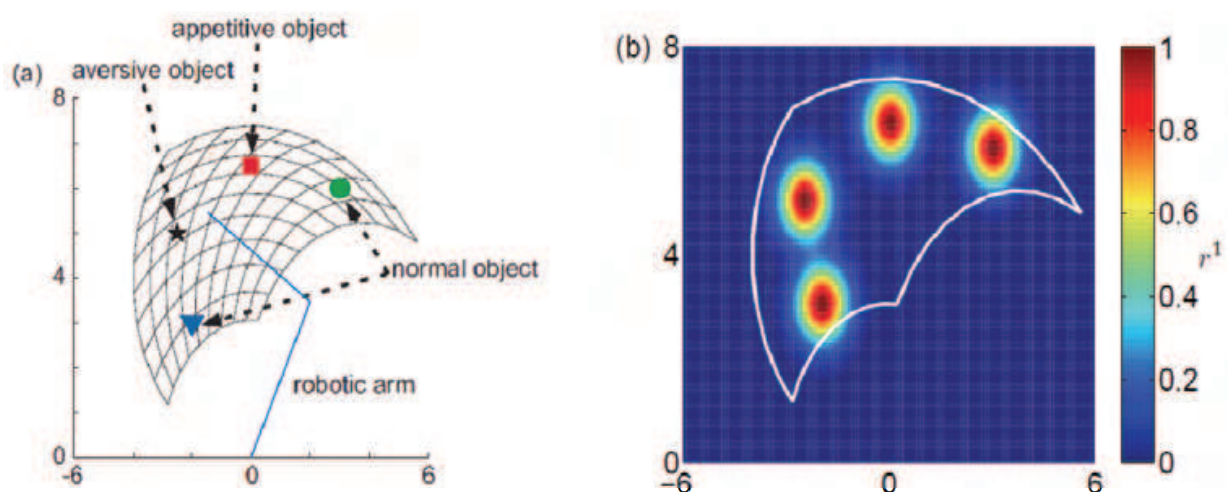 (a)
appetitive object
aversive object
normal object
robotic arm
8
4
0
-6
0
6
(b)
8
4
0
-6
0
6
1
0.8
0.6
0.4
0.2
0
r¹